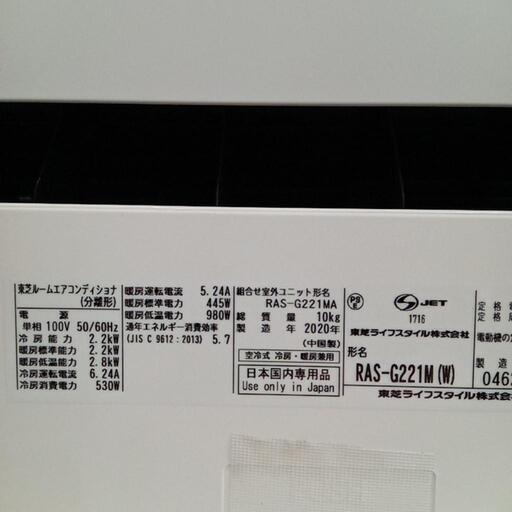 東芝ルームエアコンディショナ
(分離形)
電 源
単相 100V 50/60Hz
冷 房 能 力 2.2kW
暖房標準能力 2.2kW
暖房低温能力 2.8kW
冷房運転電流 6.24A
冷房消費電力 530W
暖房運転電流 5.24A
暖房標準電力 445W
暖房低温電力 980W
通年エネルギー消費効率
(JIS C 9612:2013) 5.7
組合せ室外ユニット形名
RAS-G221MA
総 質 量 10kg
製 造 年 2020年
(中国製)
空冷式 冷房・暖房兼用
日本国内専用品
Use only in Japan
PS
E
JET
1716
東芝ライフスタイル株式会社
形名
RAS-G221M(W)
東芝ライフスタイル株式会
定 格
定 格
電動機の
製 造
046